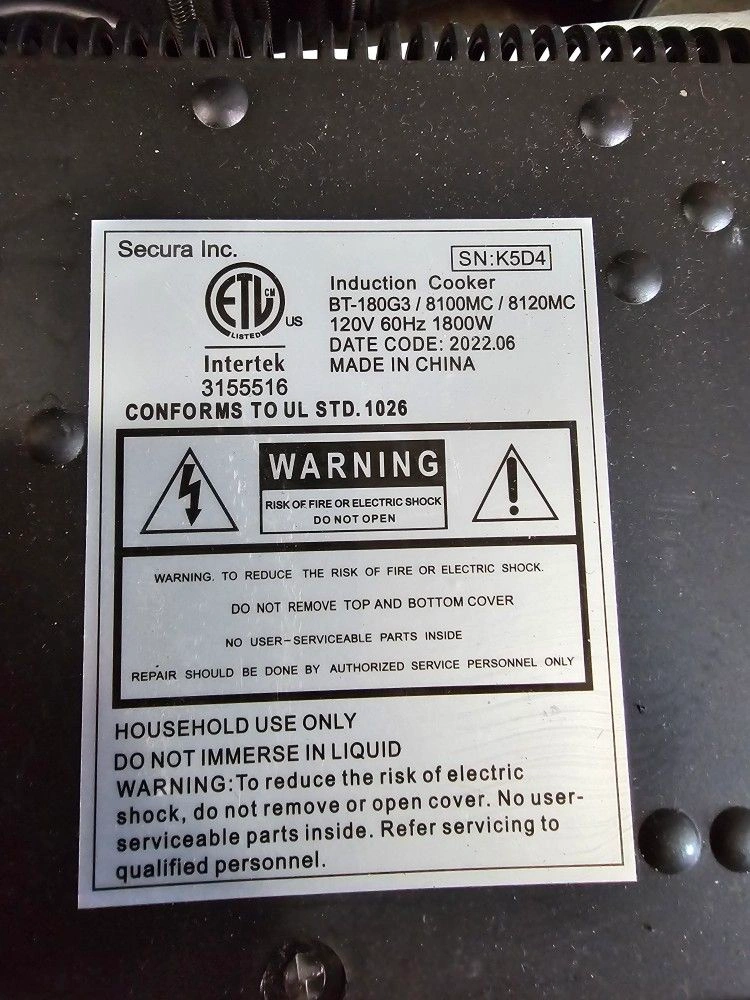 Secura Inc.
SN:K5D4
ETL CM
LISTED
US
Intertek
3155516
Induction Cooker
BT-180G3 / 8100MC / 8120MC
120V 60Hz 1800W
DATE CODE: 2022.06
MADE IN CHINA
CONFORMS TO UL STD. 1026
WARNING
RISK OF FIRE OR ELECTRIC SHOCK
DO NOT OPEN
WARNING. TO REDUCE THE RISK OF FIRE OR ELECTRIC SHOCK.
DO NOT REMOVE TOP AND BOTTOM COVER
NO USER-SERVICEABLE PARTS INSIDE
REPAIR SHOULD BE DONE BY AUTHORIZED SERVICE PERSONNEL ONLY
HOUSEHOLD USE ONLY
DO NOT IMMERSE IN LIQUID
WARNING:To reduce the risk of electric
shock, do not remove or open cover. No user-
serviceable parts inside. Refer servicing to
qualified personnel.